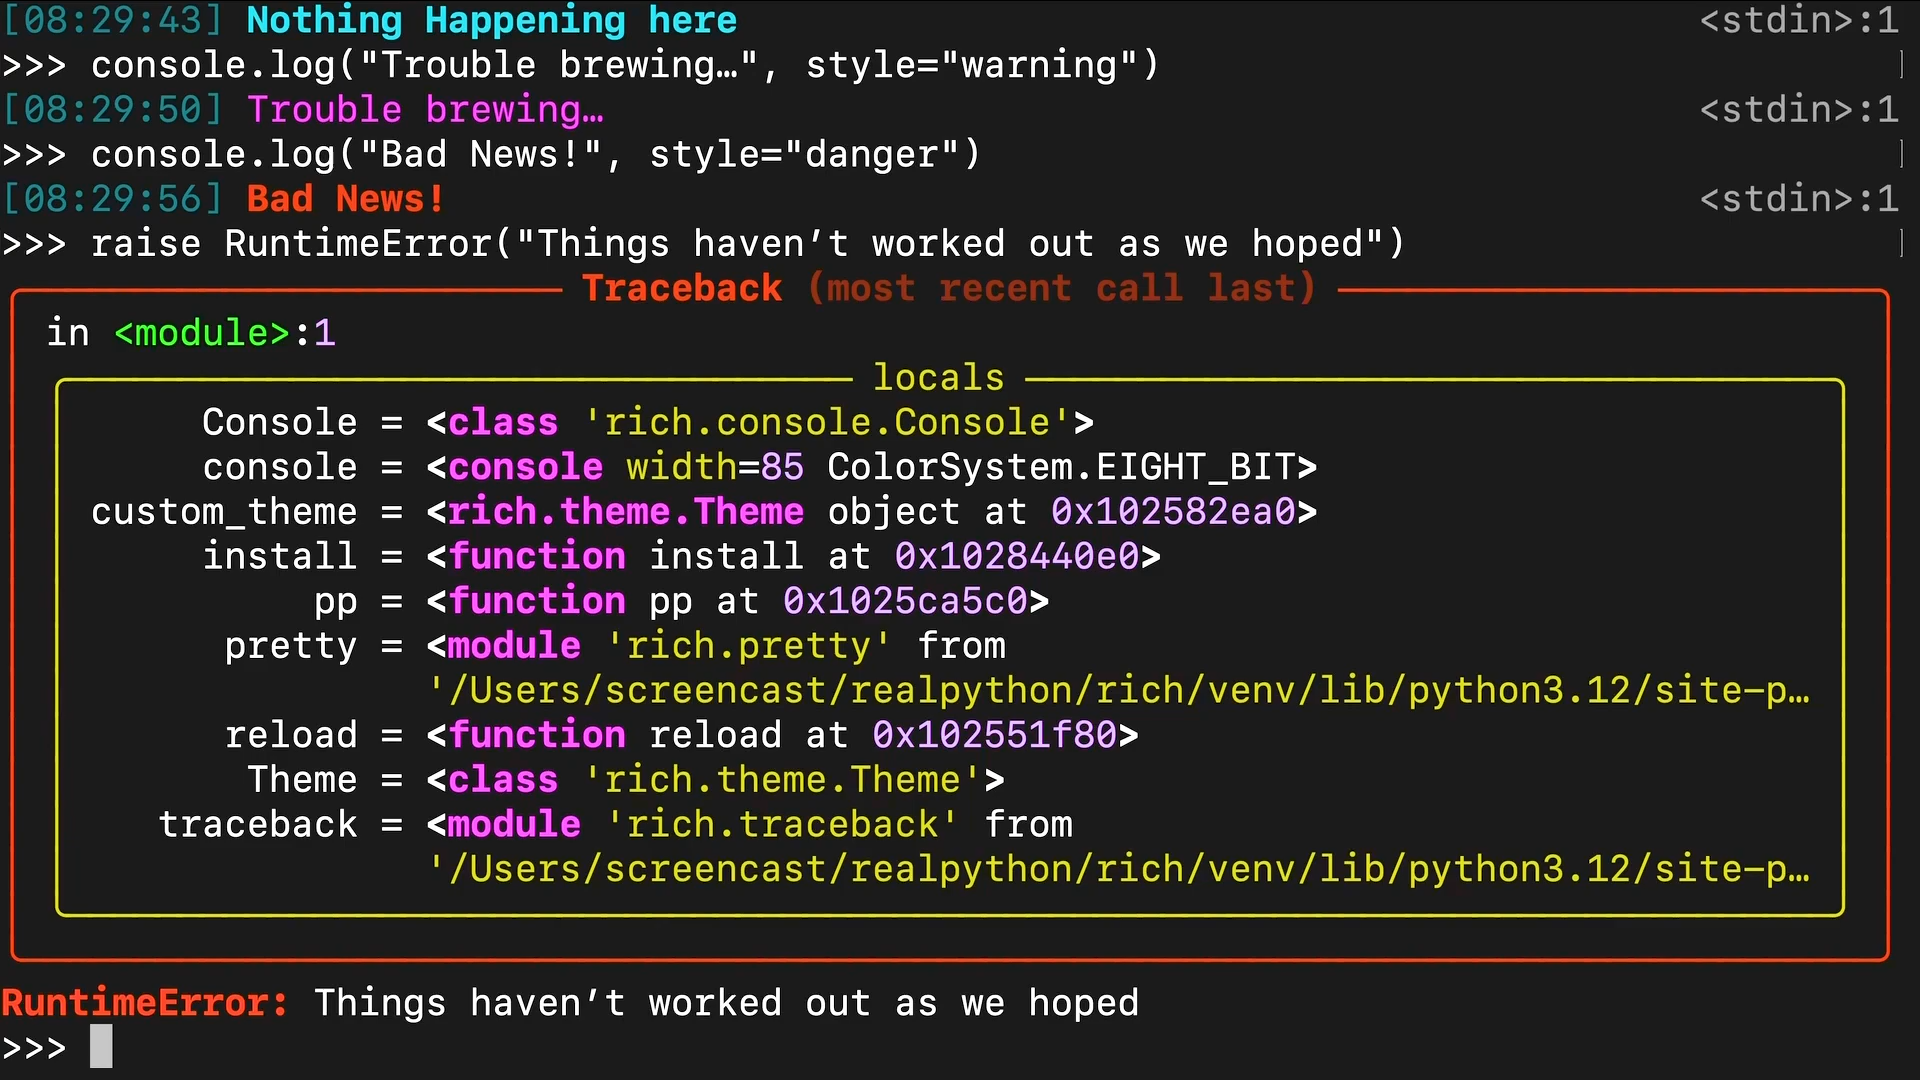 [08:29:43] Nothing Happening here <stdin>:1
>>> console.log("Trouble brewing…", style="warning")
[08:29:50] Trouble brewing… <stdin>:1
>>> console.log("Bad News!", style="danger")
[08:29:56] Bad News! <stdin>:1
>>> raise RuntimeError("Things haven’t worked out as we hoped")
Traceback (most recent call last)
in <module>:1
locals
Console = <class 'rich.console.Console'>
console = <console width=85 ColorSystem.EIGHT_BIT>
custom_theme = <rich.theme.Theme object at 0x102582ea0>
install = <function install at 0x1028440e0>
pp = <function pp at 0x1025ca5c0>
pretty = <module 'rich.pretty' from
'/Users/screencast/realpython/rich/venv/lib/python3.12/site-p…
reload = <function reload at 0x102551f80>
Theme = <class 'rich.theme.Theme'>
traceback = <module 'rich.traceback' from
'/Users/screencast/realpython/rich/venv/lib/python3.12/site-p…
RuntimeError: Things haven’t worked out as we hoped
>>>